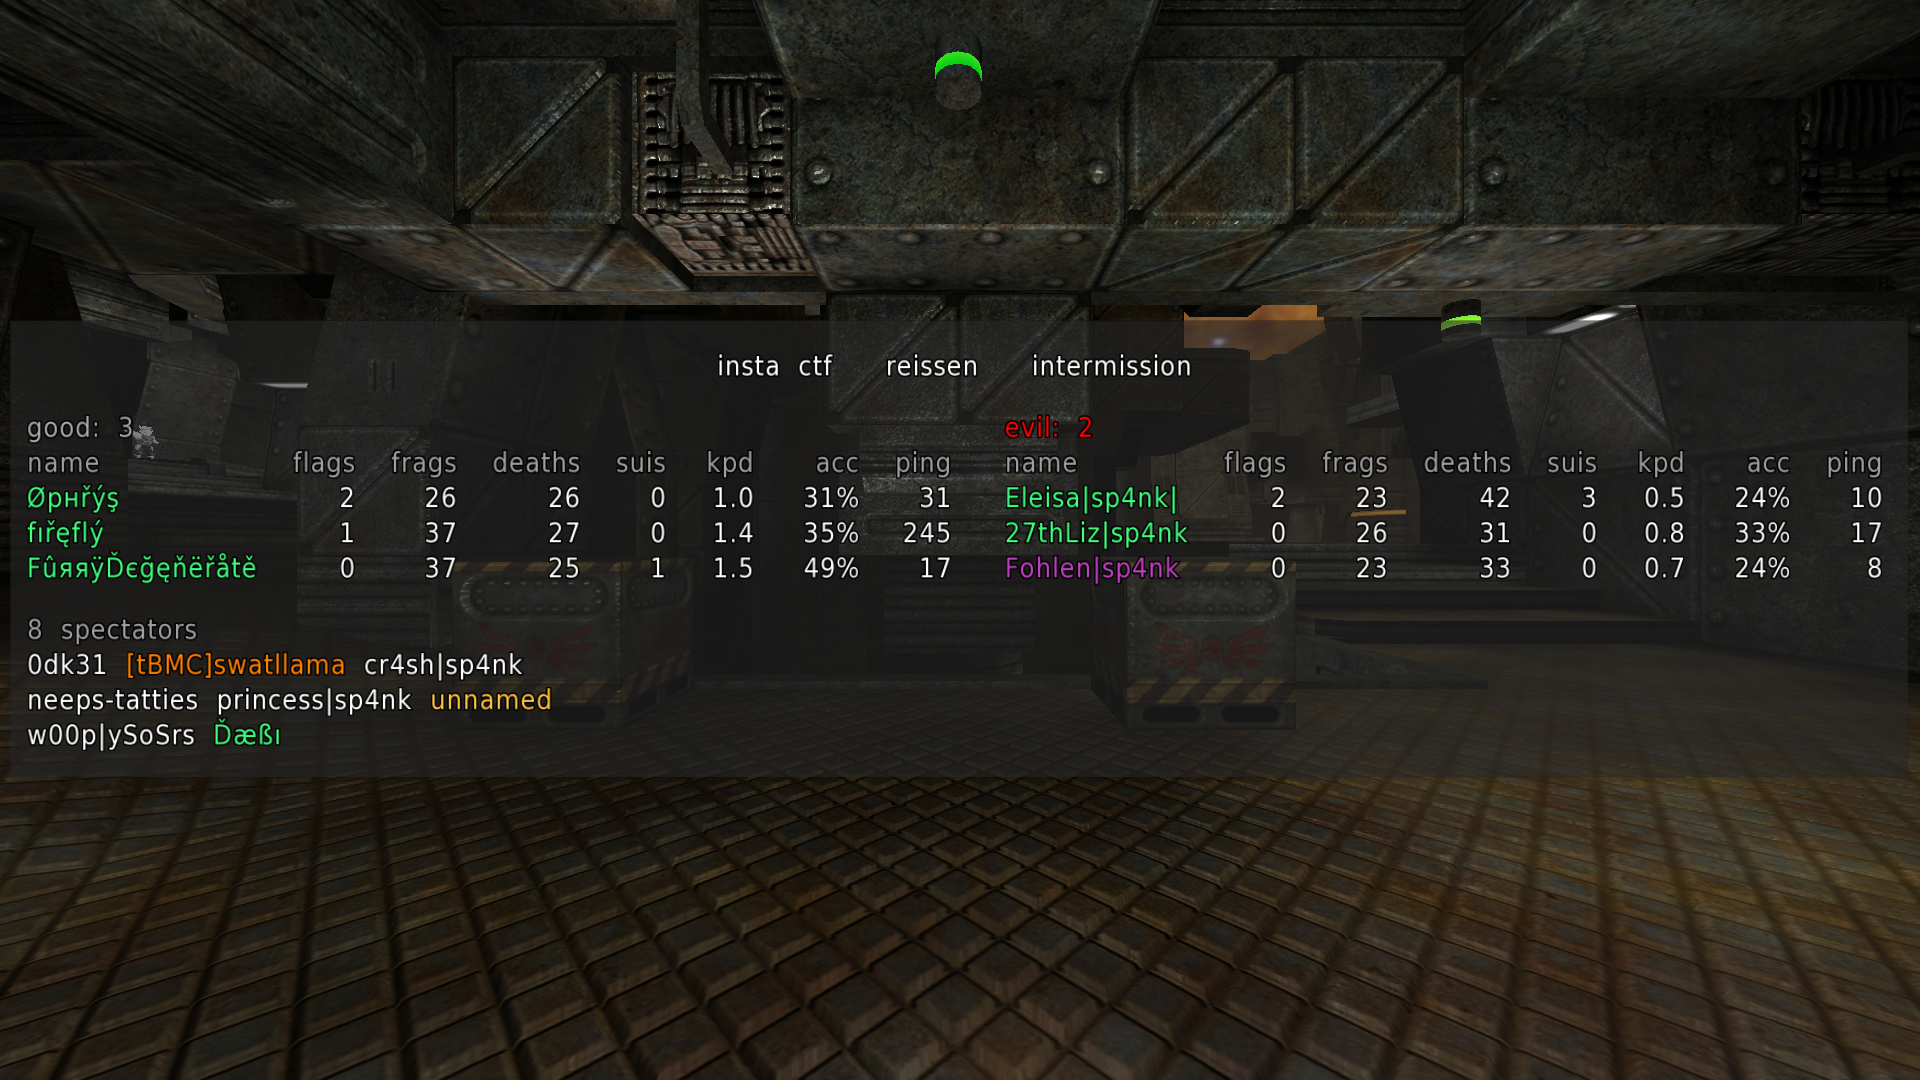 insta ctf reissen intermission
good: 3 evil: 2
name flags frags deaths suis kpd acc ping name flags frags deaths suis kpd acc ping
Øpнřýş 2 26 26 0 1.0 31% 31 Eleisa|sp4nk| 2 23 42 3 0.5 24% 10
fıřęflý 1 37 27 0 1.4 35% 245 27thLiz|sp4nk 0 26 31 0 0.8 33% 17
FûяяÿĎєğęňëřåtě 0 37 25 1 1.5 49% 17 Fohlen|sp4nk 0 23 33 0 0.7 24% 8
8 spectators
0dk31 [tBMC]swatllama cr4sh|sp4nk
neeps-tatties princess|sp4nk unnamed
w00p|ySoSrs Ďæßı